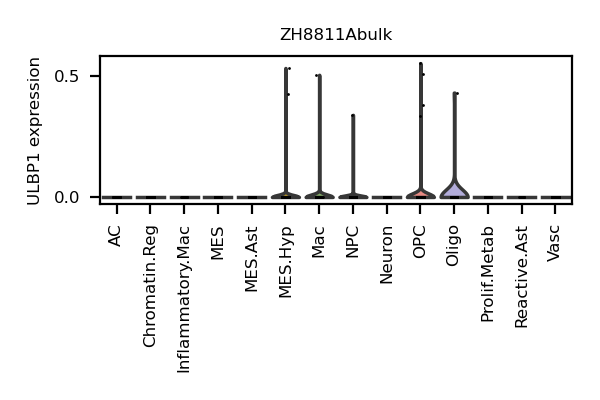 ZH8811Abulk
ULBP1 expression
0.5
0.0
AC
Chromatin.Reg
Inflammatory.Mac
MES
MES.Ast
MES.Hyp
Mac
NPC
Neuron
OPC
Oligo
Prolif.Metab
Reactive.Ast
Vasc